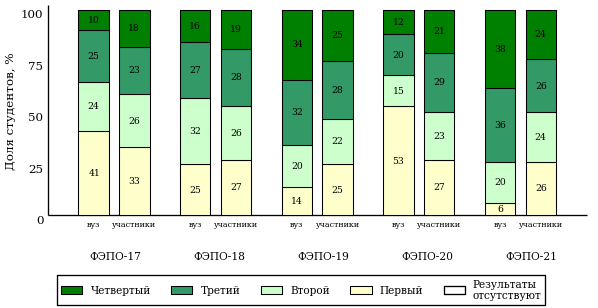 Доля студентов, %
100
75
50
25
0
10 18 16 19 34 25 12 21 38 24
25 23 27 28 32 28 20 29 36 26
24 26 32 26 20 22 15 23 20 24
41 33 25 27 14 25 53 27 6 26
вуз участники вуз участники вуз участники вуз участники вуз участники
ФЭПО-17 ФЭПО-18 ФЭПО-19 ФЭПО-20 ФЭПО-21
Четвертый Третий Второй Первый Результаты
отсутствуют